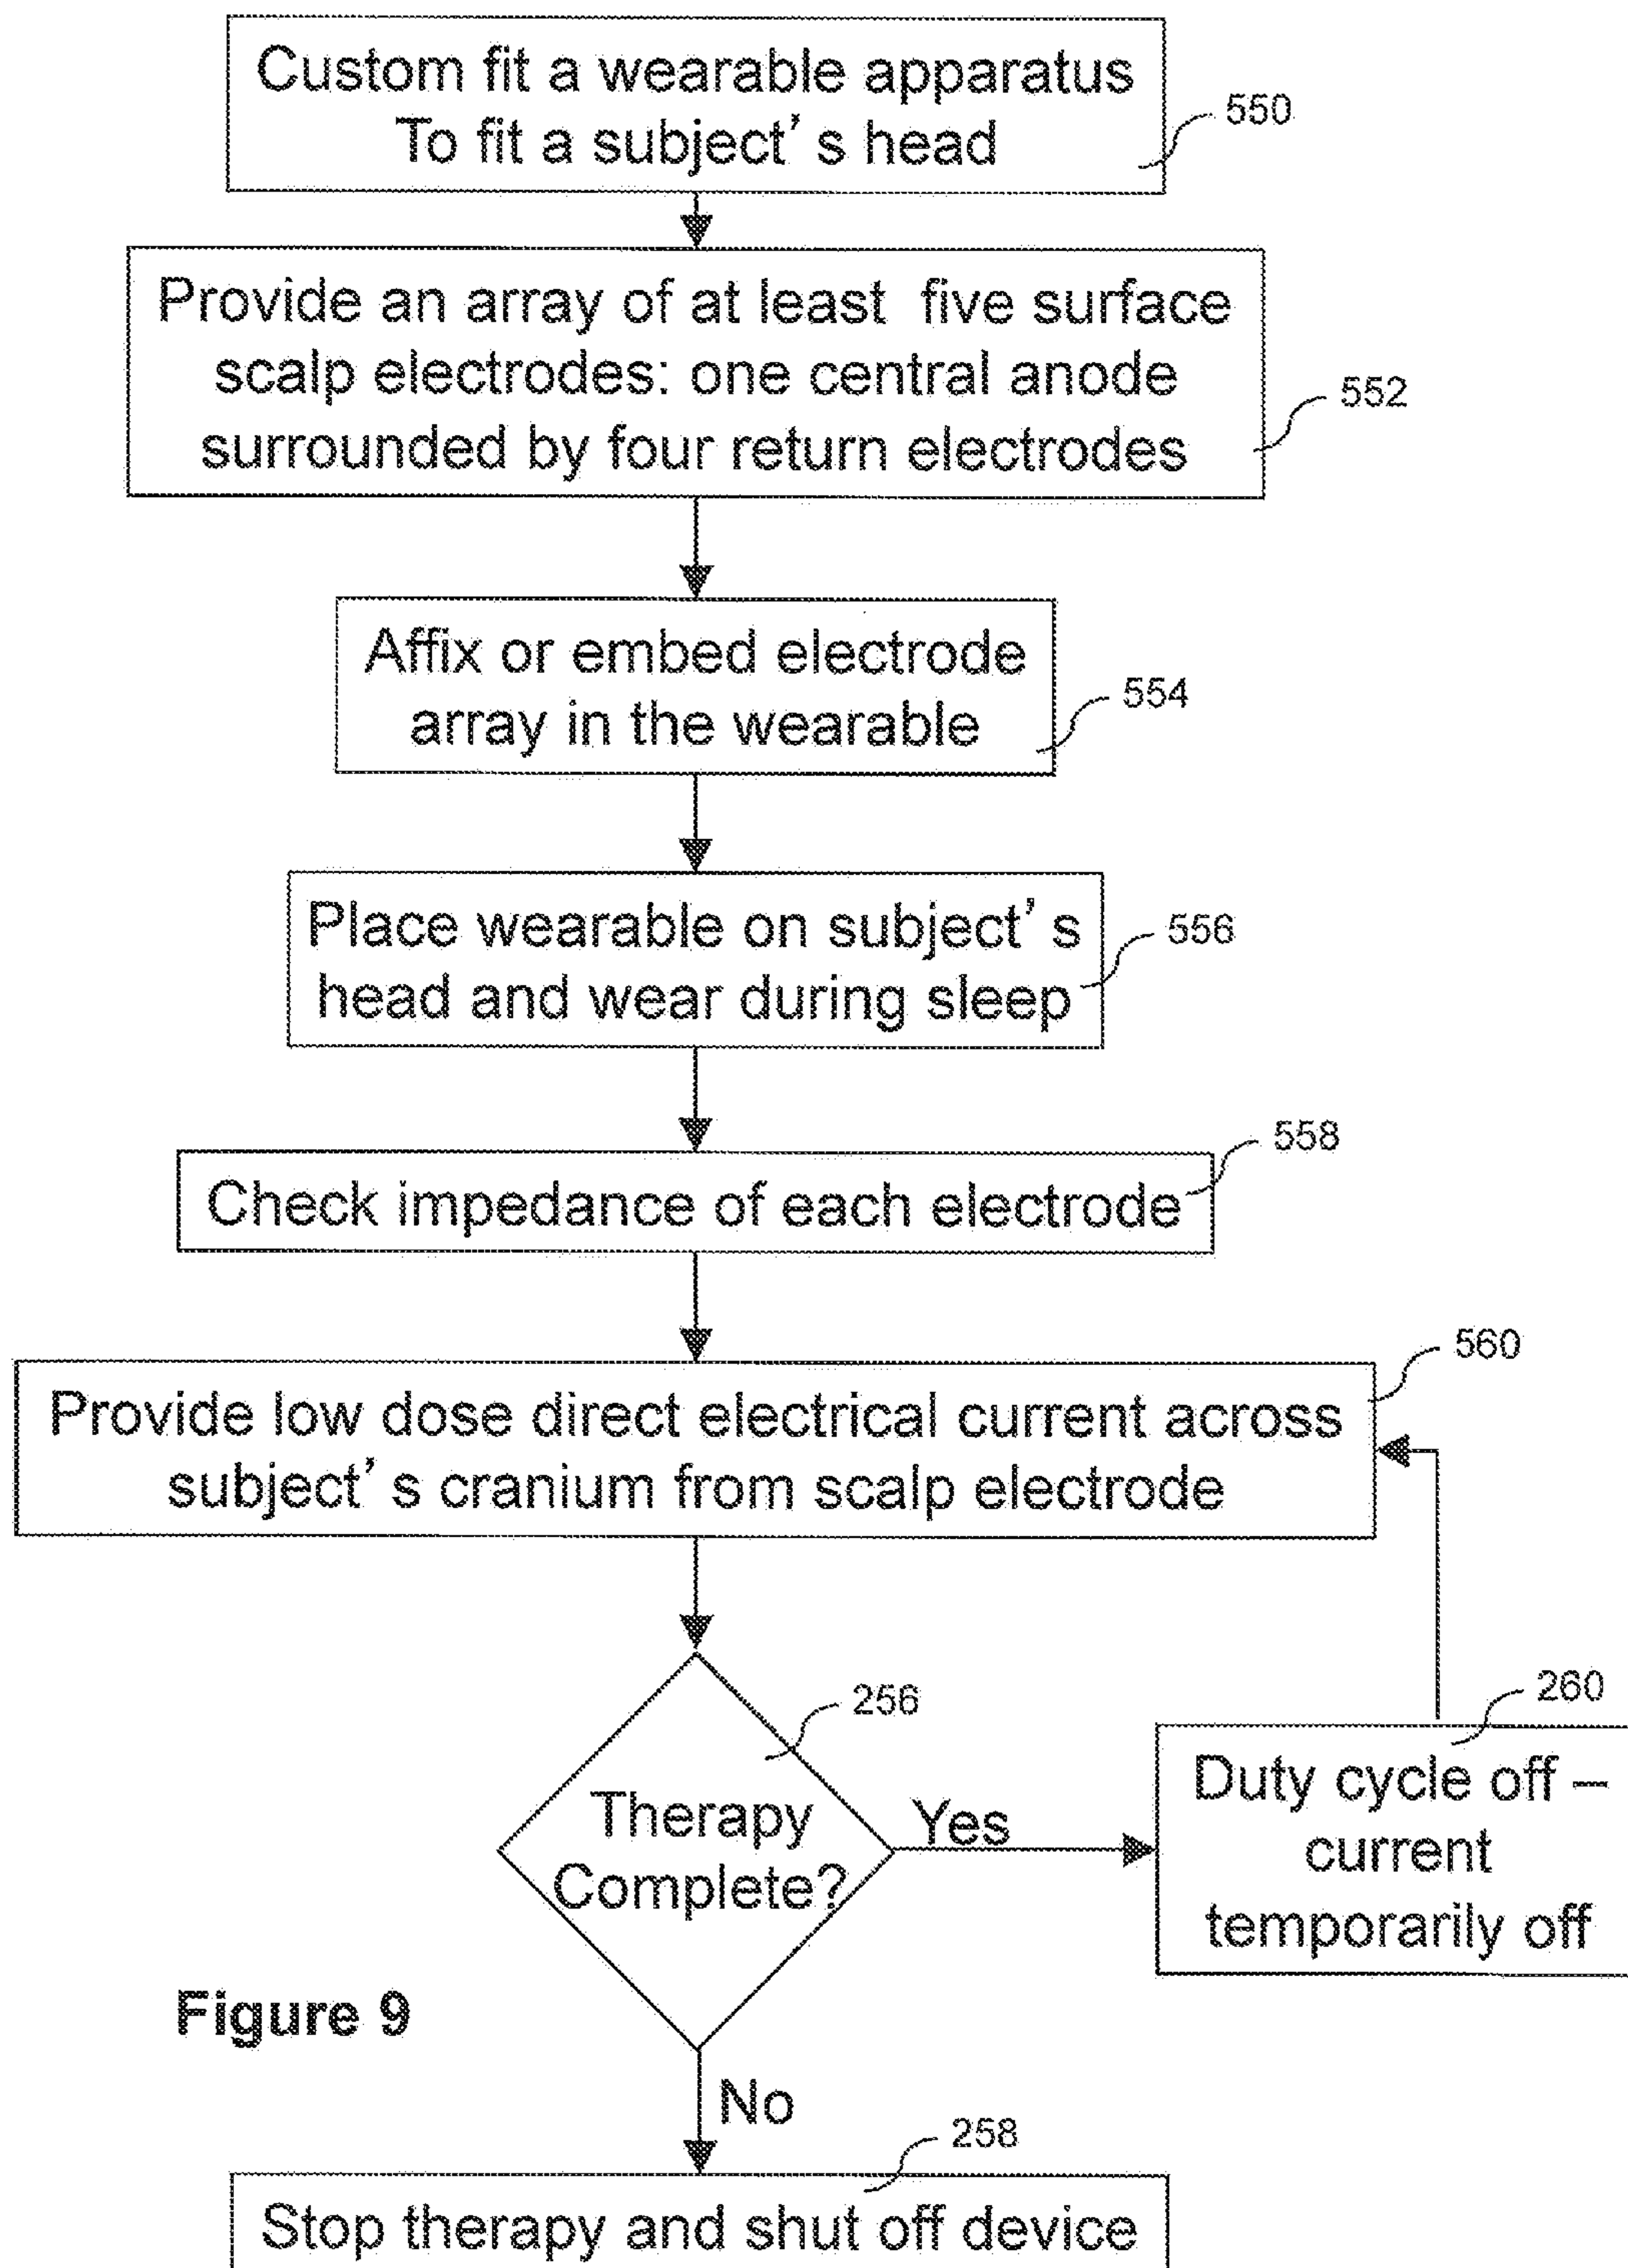 Custom fit a wearable apparatus
To fit a subject's head
550
Provide an array of at least five surface
scalp electrodes: one central anode
surrounded by four return electrodes
552
Affix or embed electrode
array in the wearable
554
Place wearable on subject's
head and wear during sleep
556
Check impedance of each electrode
558
Provide low dose direct electrical current across
subject's cranium from scalp electrode
560
Therapy
Complete?
256
Yes
Duty cycle off –
current
temporarily off
260
No
Stop therapy and shut off device
258
Figure 9